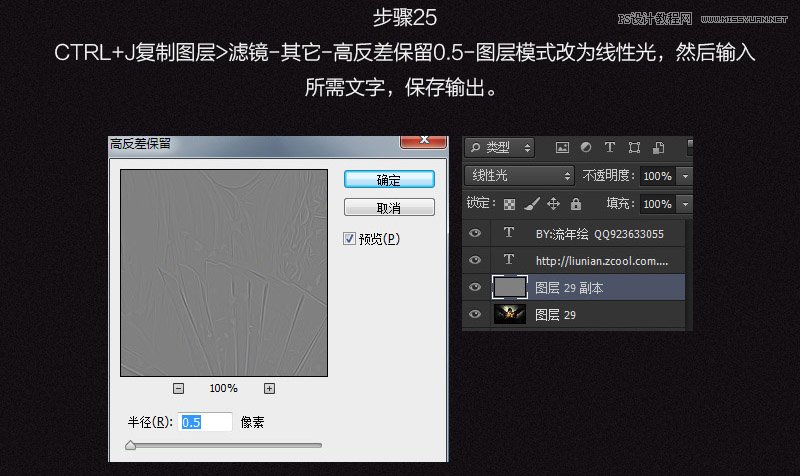 步骤25
PS设计教程网 WWW.MISSYUAN.NET
CTRL+J复制图层>滤镜-其它-高反差保留0.5-图层模式改为线性光，然后输入
所需文字，保存输出。
高反差保留
确定
取消
预览(P)
100%
半径(R): 0.5 像素
类型
线性光 不透明度: 100%
锁定: 填充: 100%
T BY:流年绘 QQ923633055
T http://liunian.zcool.com....
图层 29 副本
图层 29